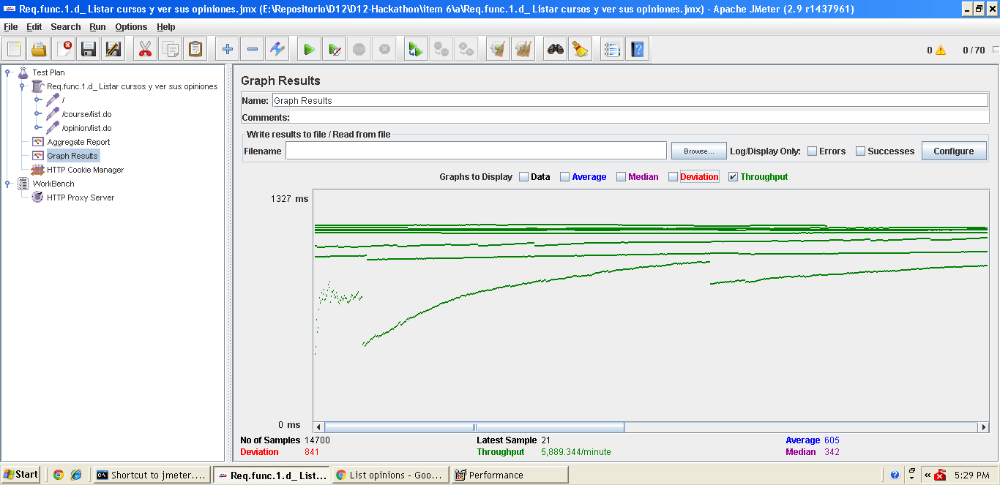 Req.func.1.d_ Listar cursos y ver sus opiniones.jmx (E:\Repositorio\D12\D12-Hackathon\item 6\a\Req.func.1.d_ Listar cursos y ver sus opiniones.jmx) - Apache JMeter (2.9 r1437961)
File Edit Search Run Options Help
0 0 / 70
Test Plan
Req.func.1.d_ Listar cursos y ver sus opiniones
/
/course/list.do
/opinion/list.do
Aggregate Report
Graph Results
HTTP Cookie Manager
WorkBench
HTTP Proxy Server
Graph Results
Name: Graph Results
Comments:
Write results to file / Read from file
Filename Browse... Log/Display Only: Errors Successes Configure
Graphs to Display Data Average Median Deviation Throughput
1327 ms
0 ms
No of Samples 14700 Latest Sample 21 Average 605
Deviation 841 Throughput 5,889.344/minute Median 342
Start Shortcut to jmeter.... Req.func.1.d_ List... List opinions - Goo... Performance 5:29 PM